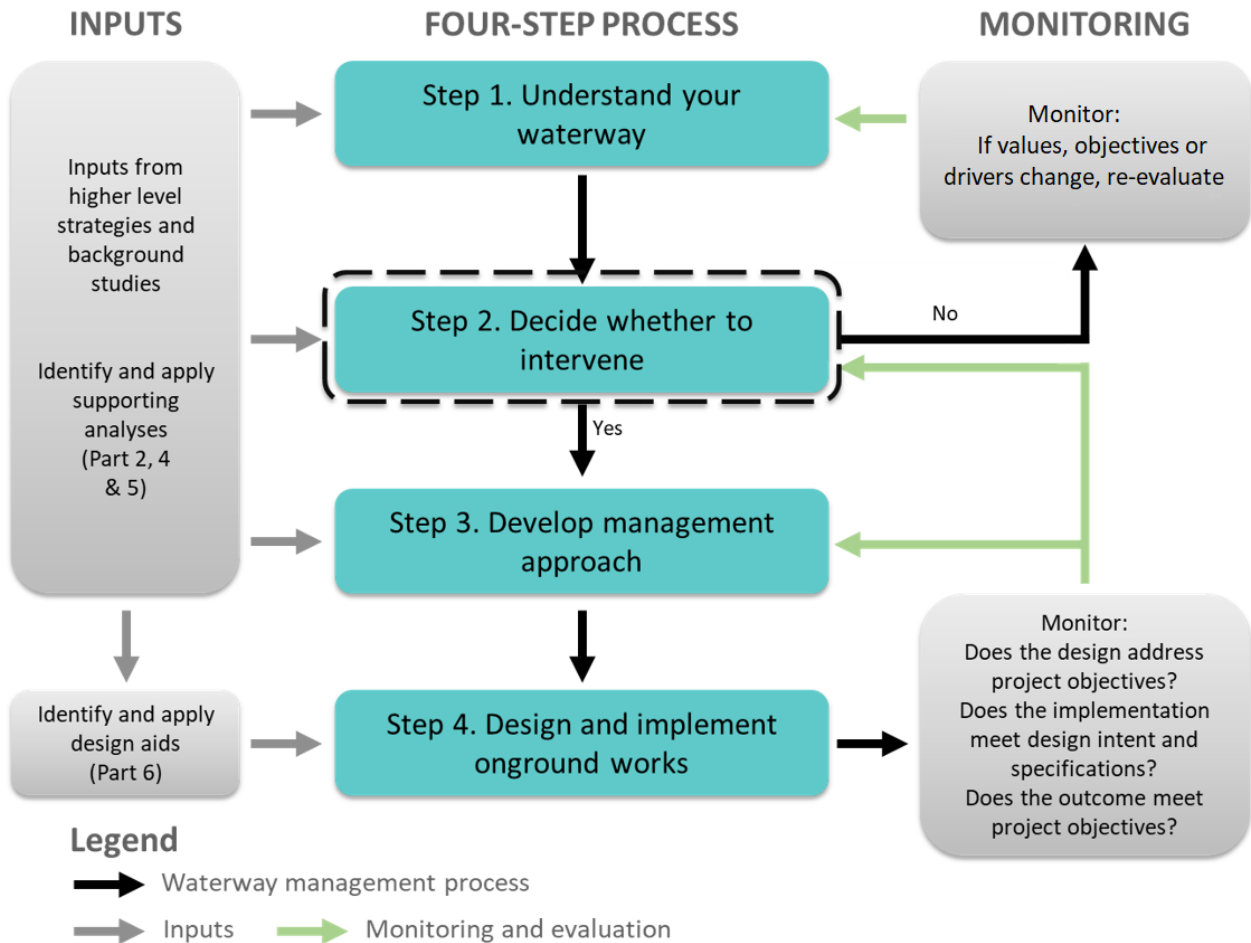 INPUTS
FOUR-STEP PROCESS
MONITORING
Inputs from
higher level
strategies and
background
studies
Identify and apply
supporting
analyses
(Part 2, 4
& 5)
Identify and apply
design aids
(Part 6)
Step 1. Understand your
waterway
Step 2. Decide whether to
intervene
No
Yes
Step 3. Develop management
approach
Step 4. Design and implement
onground works
Monitor:
If values, objectives or
drivers change, re-evaluate
Monitor:
Does the design address
project objectives?
Does the implementation
meet design intent and
specifications?
Does the outcome meet
project objectives?
Legend
Waterway management process
Inputs
Monitoring and evaluation